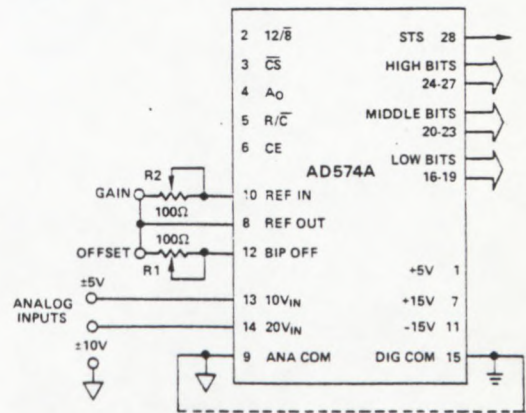 2 12/8̅
STS 28
3 C̅S̅
HIGH BITS
24-27
4 A₀
5 R/C̅
MIDDLE BITS
20-23
6 CE
LOW BITS
16-19
AD574A
R2
GAIN
100Ω
10 REF IN
8 REF OUT
100Ω
OFFSET
12 BIP OFF
R1
+5V 1
±5V
ANALOG
INPUTS
13 10V_IN
+15V 7
14 20V_IN
-15V 11
±10V
9 ANA COM
DIG COM 15